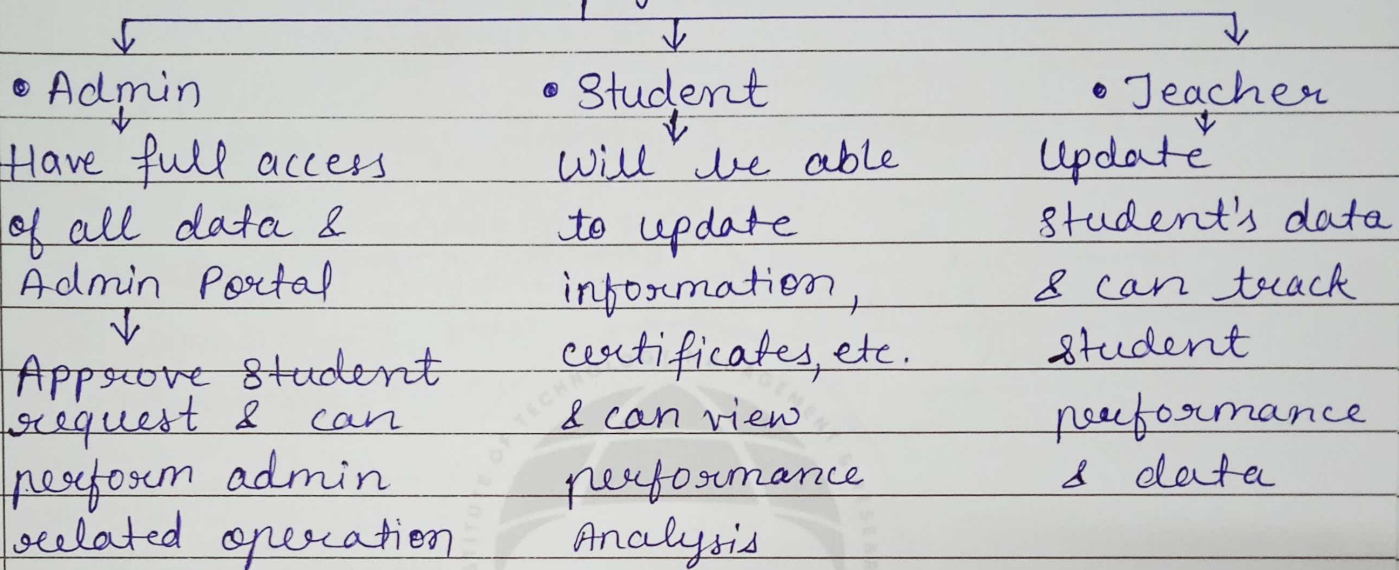 • Admin
Have full access
of all data &
Admin Portal
Approve Student
request & can
perform admin
related operation
• Student
Will be able
to update
information,
certificates, etc.
& can view
performance
Analysis
• Teacher
Update
student's data
& can track
student
performance
& data